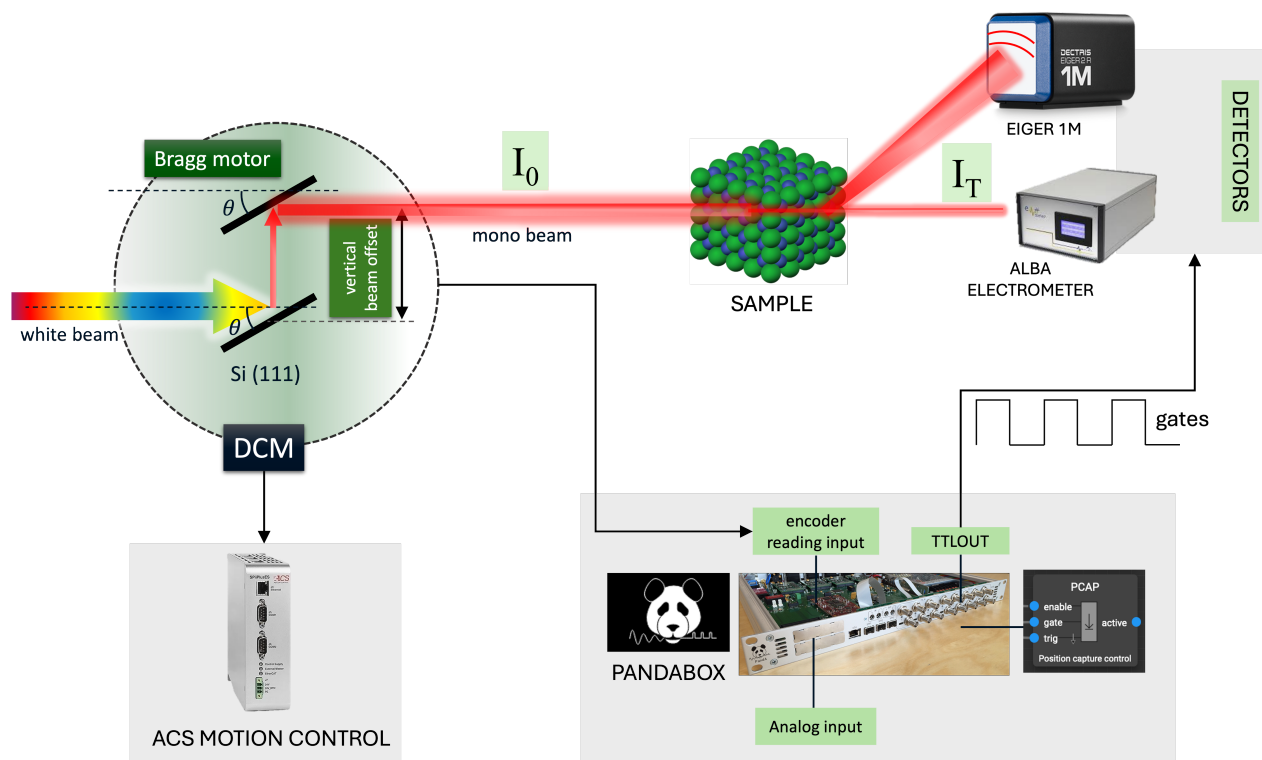 DECTRIS
EIGER2 R
1M
EIGER 1M
DETECTORS
Bragg motor
θ
I0
IT
mono beam
vertical
beam offset
white beam
θ
Si (111)
SAMPLE
ALBA
ELECTROMETER
gates
DCM
encoder
reading input
TTLOUT
ACS
PCAP
enable
gate
trig
active
Position capture control
PANDABOX
Analog input
ACS MOTION CONTROL